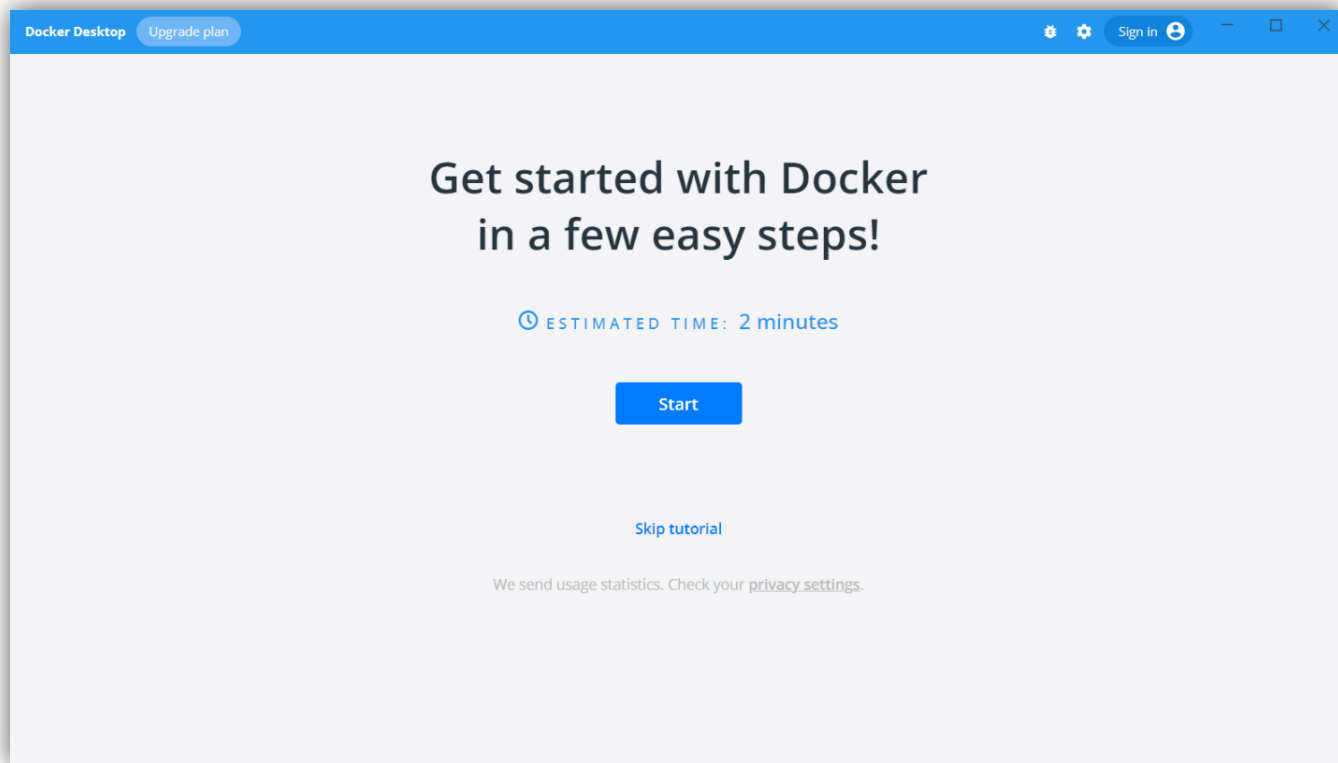 Docker Desktop Upgrade plan Sign in
Get started with Docker
in a few easy steps!
ESTIMATED TIME: 2 minutes
Start
Skip tutorial
We send usage statistics. Check your privacy settings.